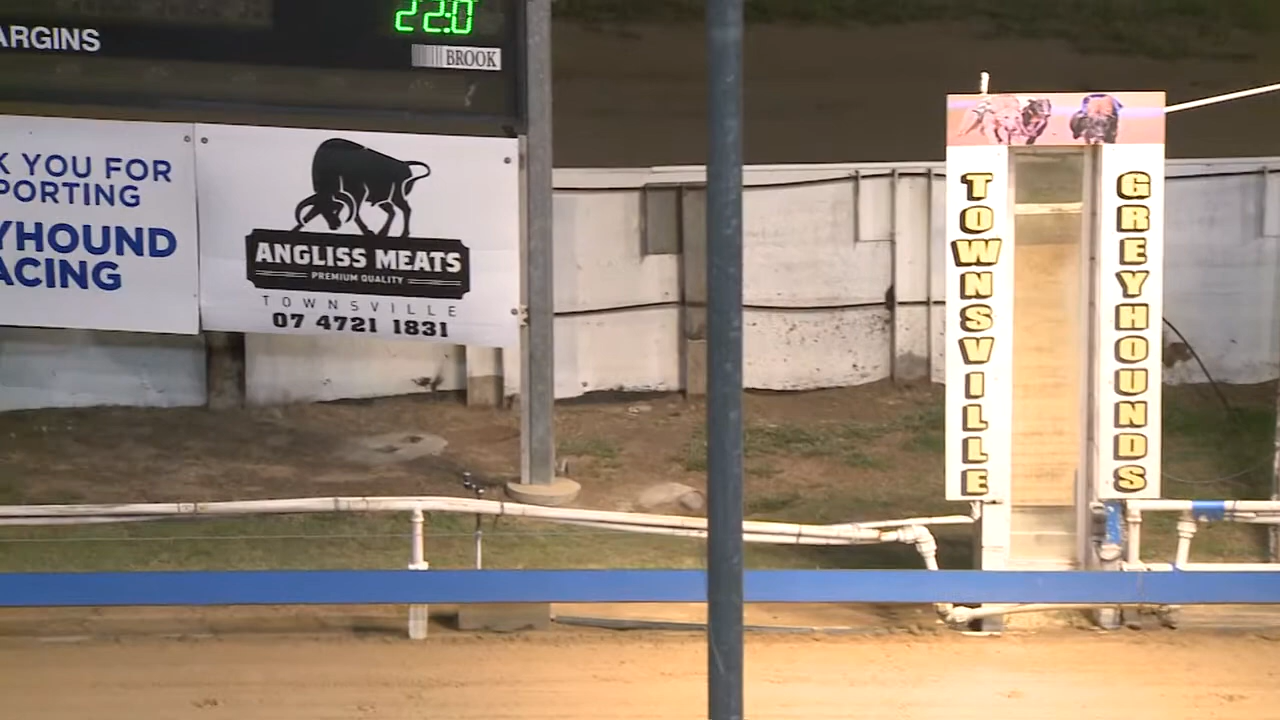 ARGINS
22:0
BROOK
K YOU FOR
PORTING
YHOUND
ACING
ANGLISS MEATS
PREMIUM QUALITY
TOWNSVILLE
07 4721 1831
TOWNSVILLE
GREYHOUNDS